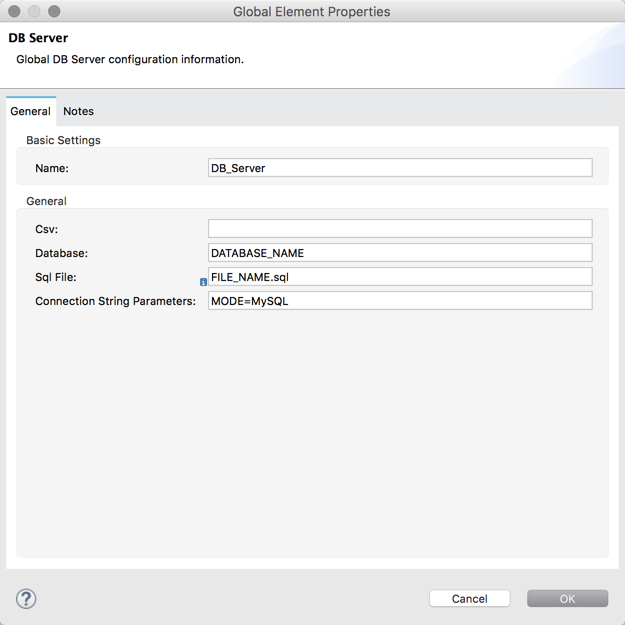 Global Element Properties
DB Server
Global DB Server configuration information.
General Notes
Basic Settings
Name: DB_Server
General
Csv:
Database: DATABASE_NAME
Sql File: FILE_NAME.sql
Connection String Parameters: MODE=MySQL
? Cancel OK